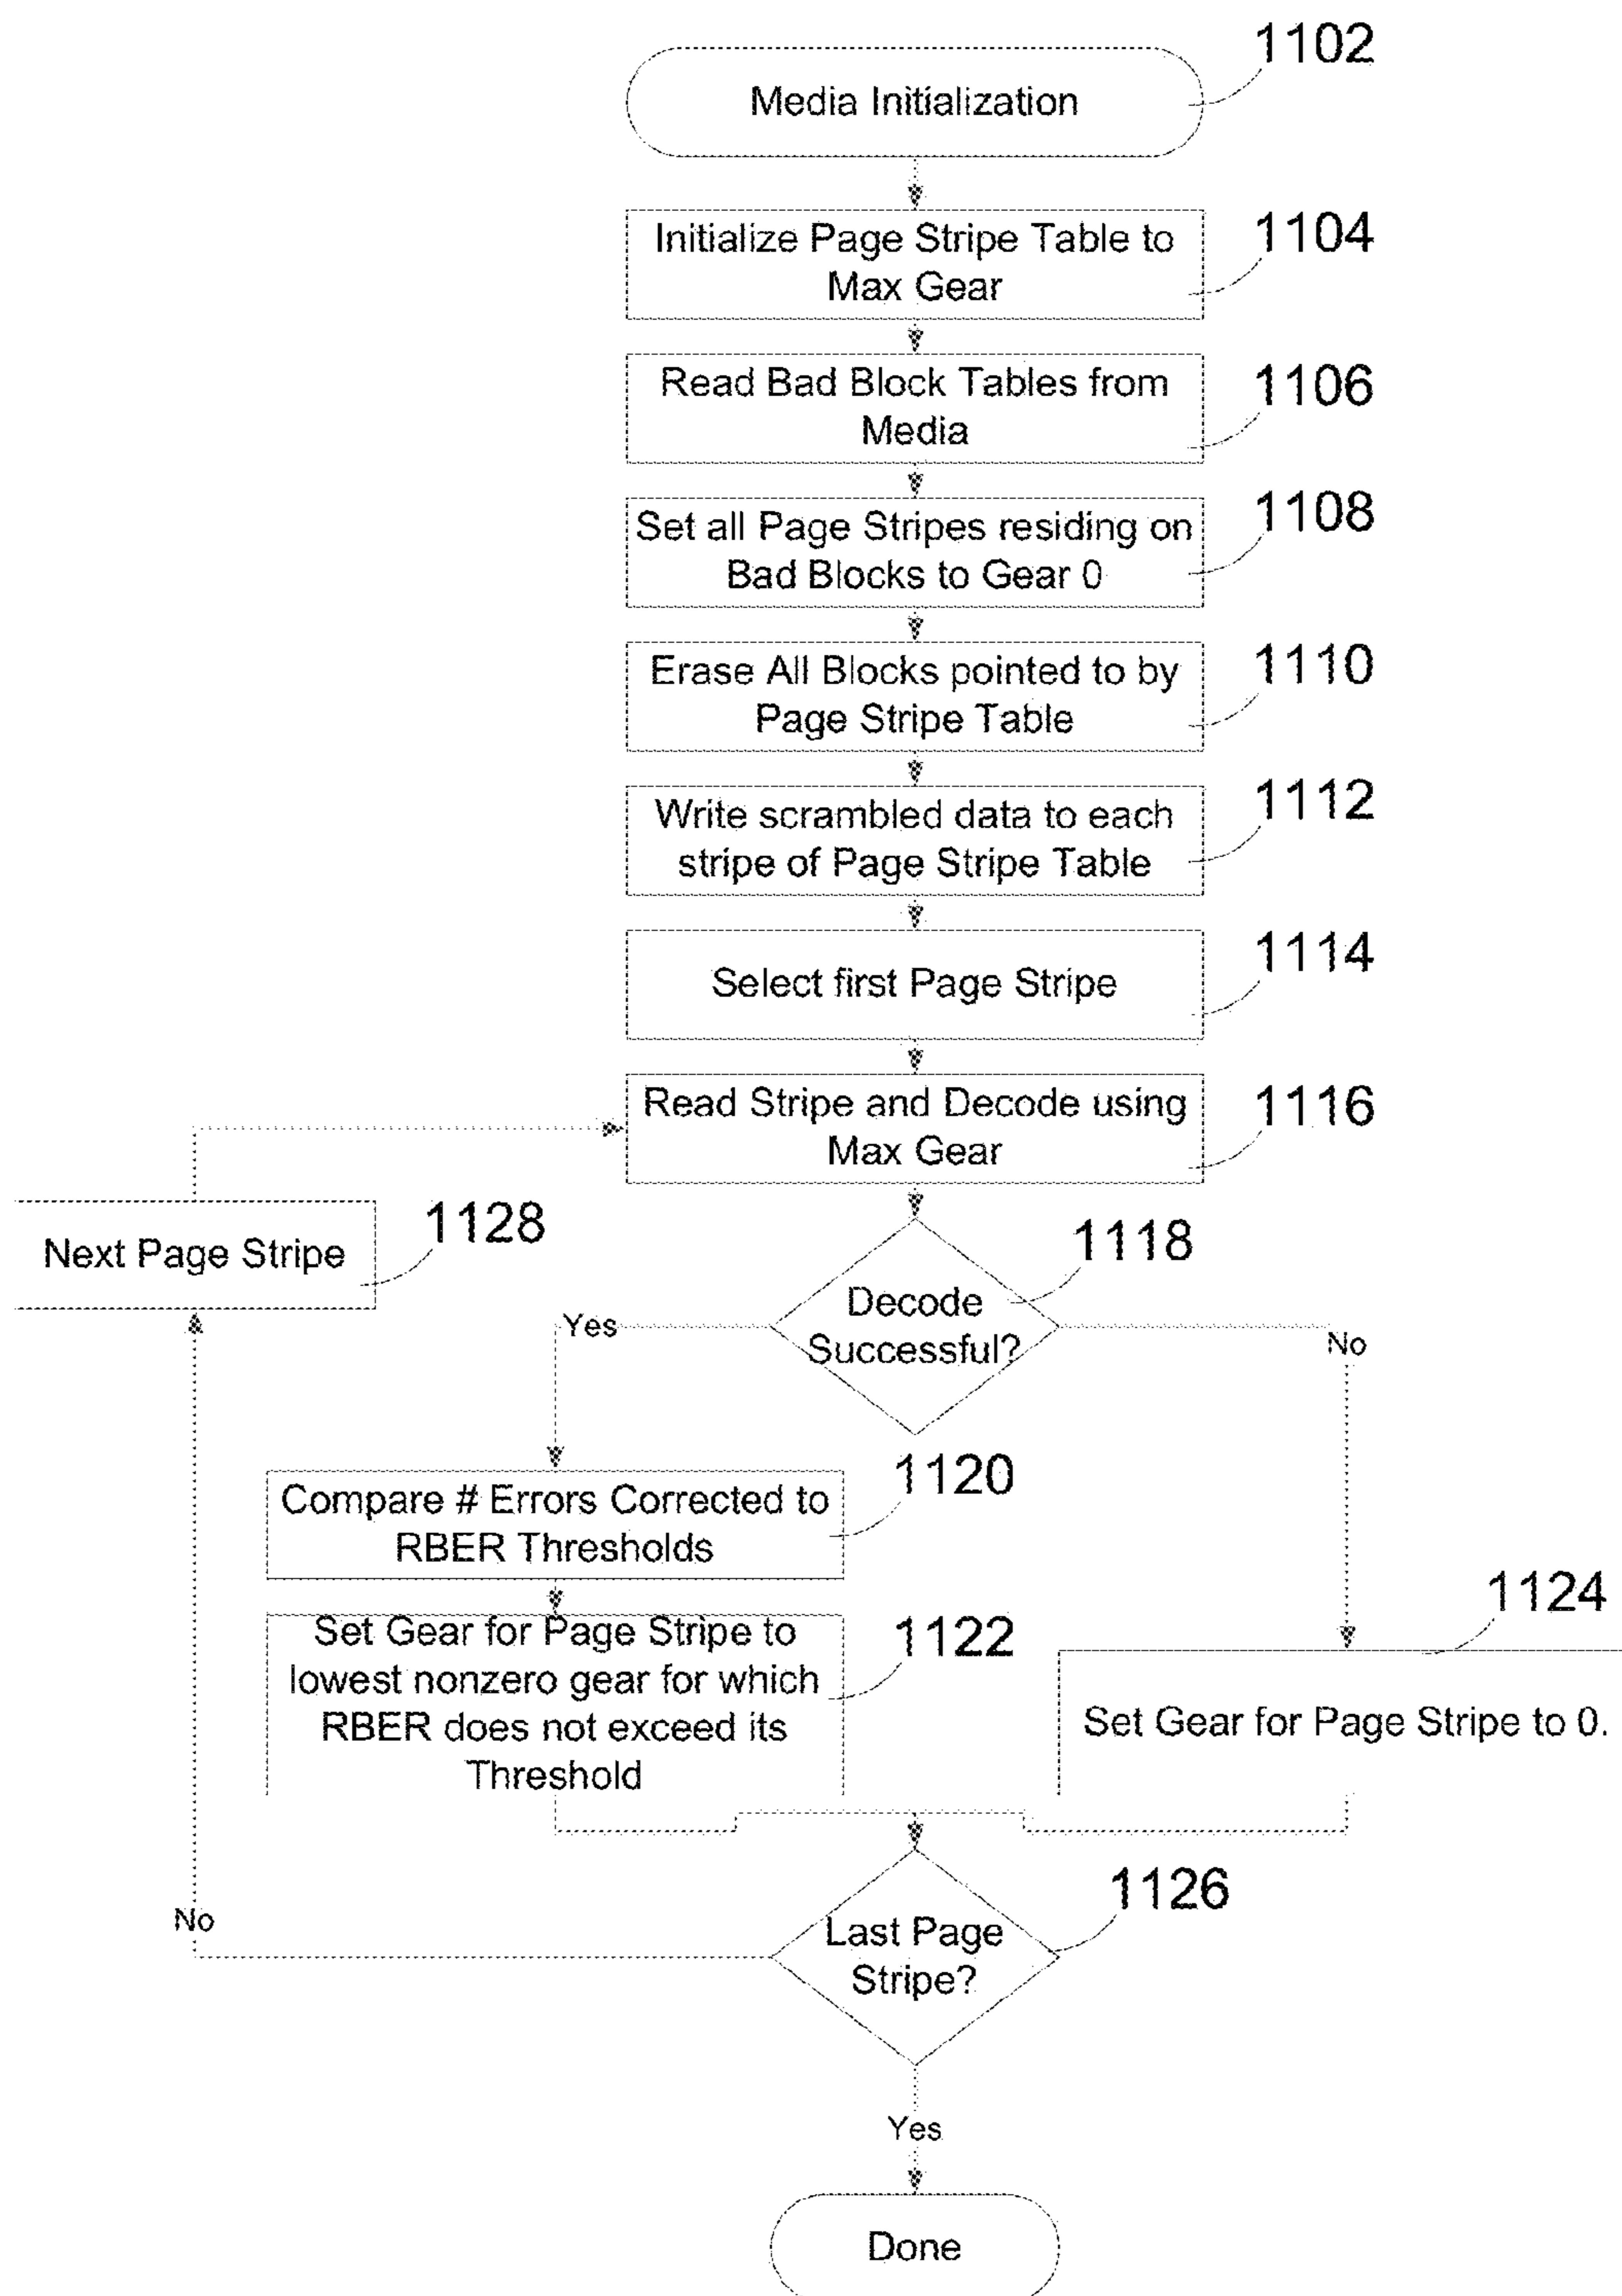 Media Initialization
1102
Initialize Page Stripe Table to
Max Gear
1104
Read Bad Block Tables from
Media
1106
Set all Page Stripes residing on
Bad Blocks to Gear 0
1108
Erase All Blocks pointed to by
Page Stripe Table
1110
Write scrambled data to each
stripe of Page Stripe Table
1112
Select first Page Stripe
1114
Read Stripe and Decode using
Max Gear
1116
Next Page Stripe
1128
Decode
Successful?
1118
Yes
No
Compare # Errors Corrected to
RBER Thresholds
1120
Set Gear for Page Stripe to
lowest nonzero gear for which
RBER does not exceed its
Threshold
1122
Set Gear for Page Stripe to 0.
1124
Last Page
Stripe?
1126
No
Yes
Done